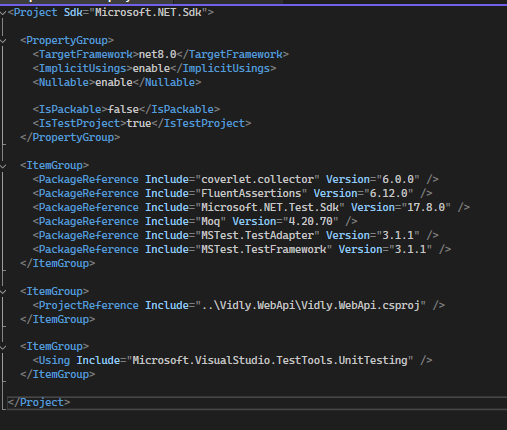 <Project Sdk="Microsoft.NET.Sdk">
<PropertyGroup>
<TargetFramework>net8.0</TargetFramework>
<ImplicitUsings>enable</ImplicitUsings>
<Nullable>enable</Nullable>
<IsPackable>false</IsPackable>
<IsTestProject>true</IsTestProject>
</PropertyGroup>
<ItemGroup>
<PackageReference Include="coverlet.collector" Version="6.0.0" />
<PackageReference Include="FluentAssertions" Version="6.12.0" />
<PackageReference Include="Microsoft.NET.Test.Sdk" Version="17.8.0" />
<PackageReference Include="Moq" Version="4.20.70" />
<PackageReference Include="MSTest.TestAdapter" Version="3.1.1" />
<PackageReference Include="MSTest.TestFramework" Version="3.1.1" />
</ItemGroup>
<ItemGroup>
<ProjectReference Include="..\Vidly.WebApi\Vidly.WebApi.csproj" />
</ItemGroup>
<ItemGroup>
<Using Include="Microsoft.VisualStudio.TestTools.UnitTesting" />
</ItemGroup>
</Project>